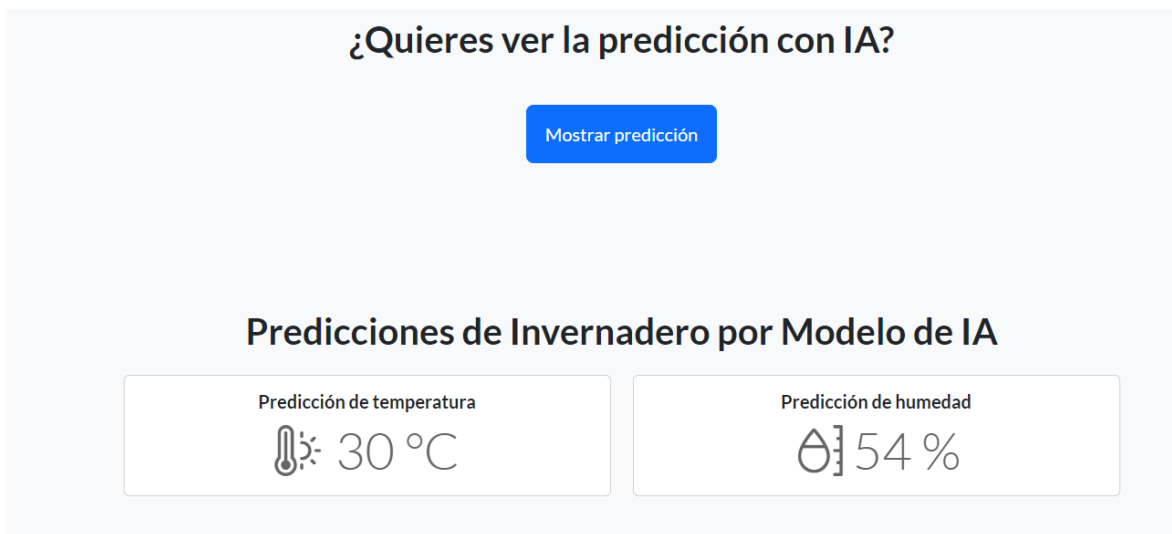 ¿Quieres ver la predicción con IA?
Mostrar predicción
Predicciones de Invernadero por Modelo de IA
Predicción de temperatura
30 °C
Predicción de humedad
54 %